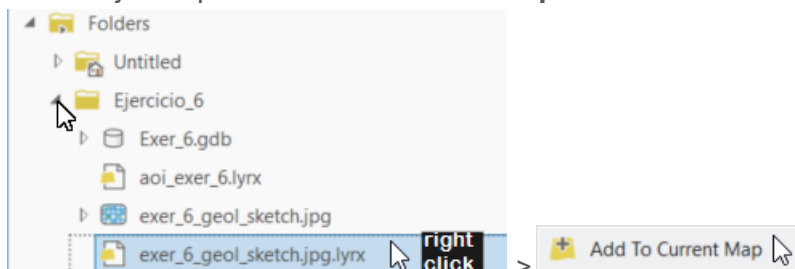 Folders
Untitled
Ejercicio_6
Exer_6.gdb
aoi_exer_6.lyrx
exer_6_geol_sketch.jpg
exer_6_geol_sketch.jpg.lyrx right click > Add To Current Map